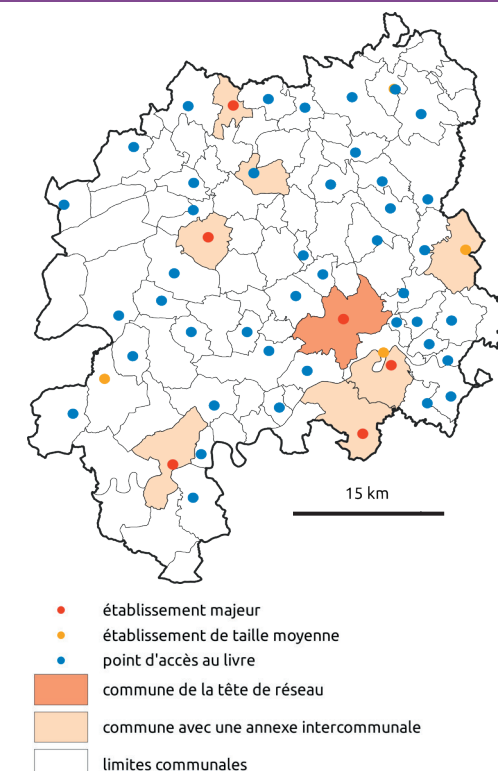 15 km
établissement majeur
établissement de taille moyenne
point d'accès au livre
commune de la tête de réseau
commune avec une annexe intercommunale
limites communales